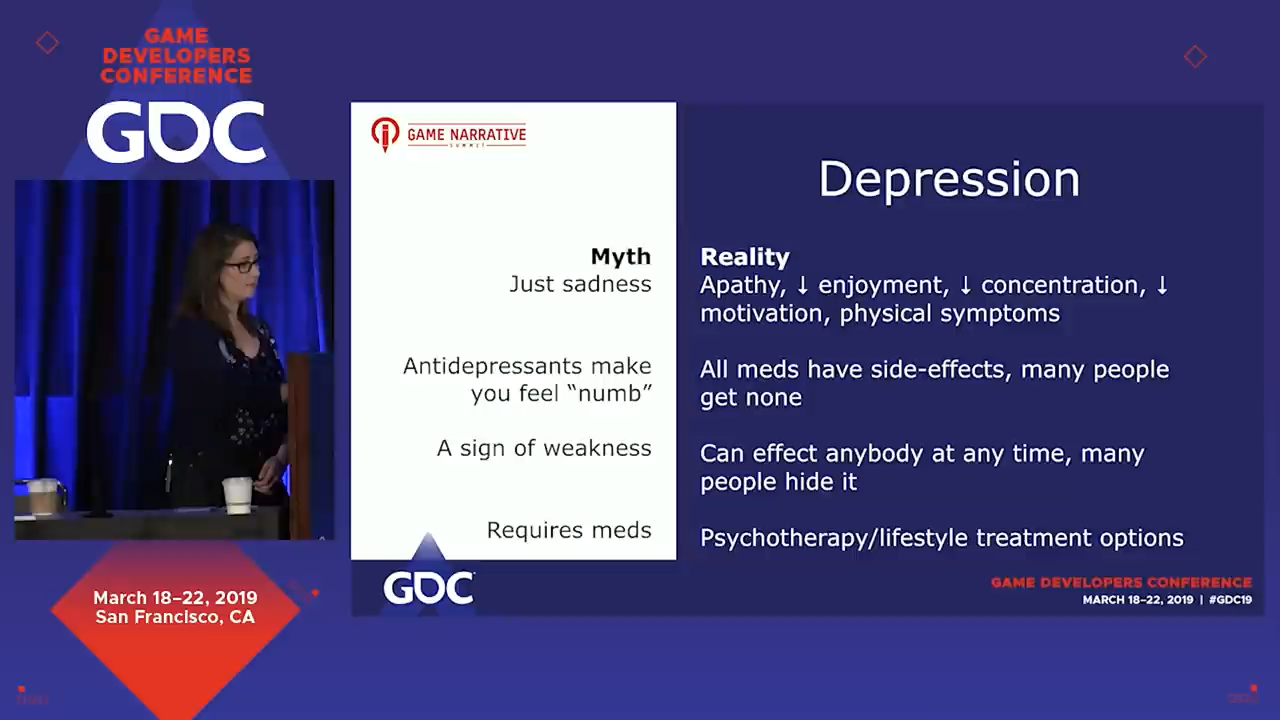 GAME
DEVELOPERS
CONFERENCE
GDC
March 18–22, 2019
San Francisco, CA
GAME NARRATIVE
SUMMIT
Depression
Myth
Just sadness
Antidepressants make
you feel “numb”
A sign of weakness
Requires meds
Reality
Apathy, ↓ enjoyment, ↓ concentration, ↓
motivation, physical symptoms
All meds have side-effects, many people
get none
Can effect anybody at any time, many
people hide it
Psychotherapy/lifestyle treatment options
GDC
GAME DEVELOPERS CONFERENCE
MARCH 18–22, 2019 | #GDC19